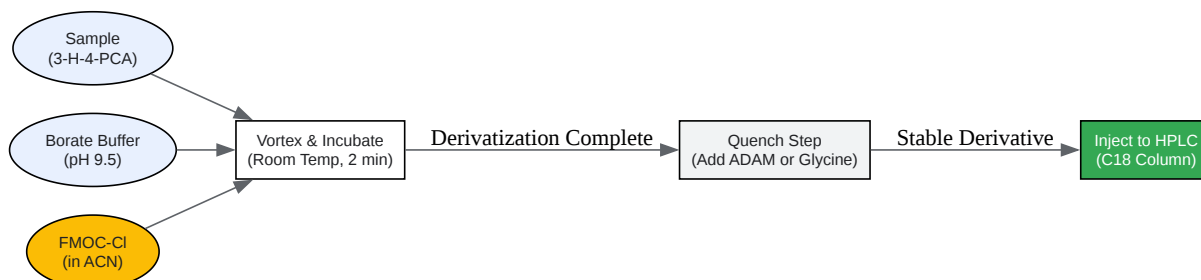 Sample
(3-H-4-PCA)
Borate Buffer
(pH 9.5)
FMOC-Cl
(in ACN)
Vortex & Incubate
(Room Temp, 2 min)
Derivatization Complete
Quench Step
(Add ADAM or Glycine)
Stable Derivative
Inject to HPLC
(C18 Column)